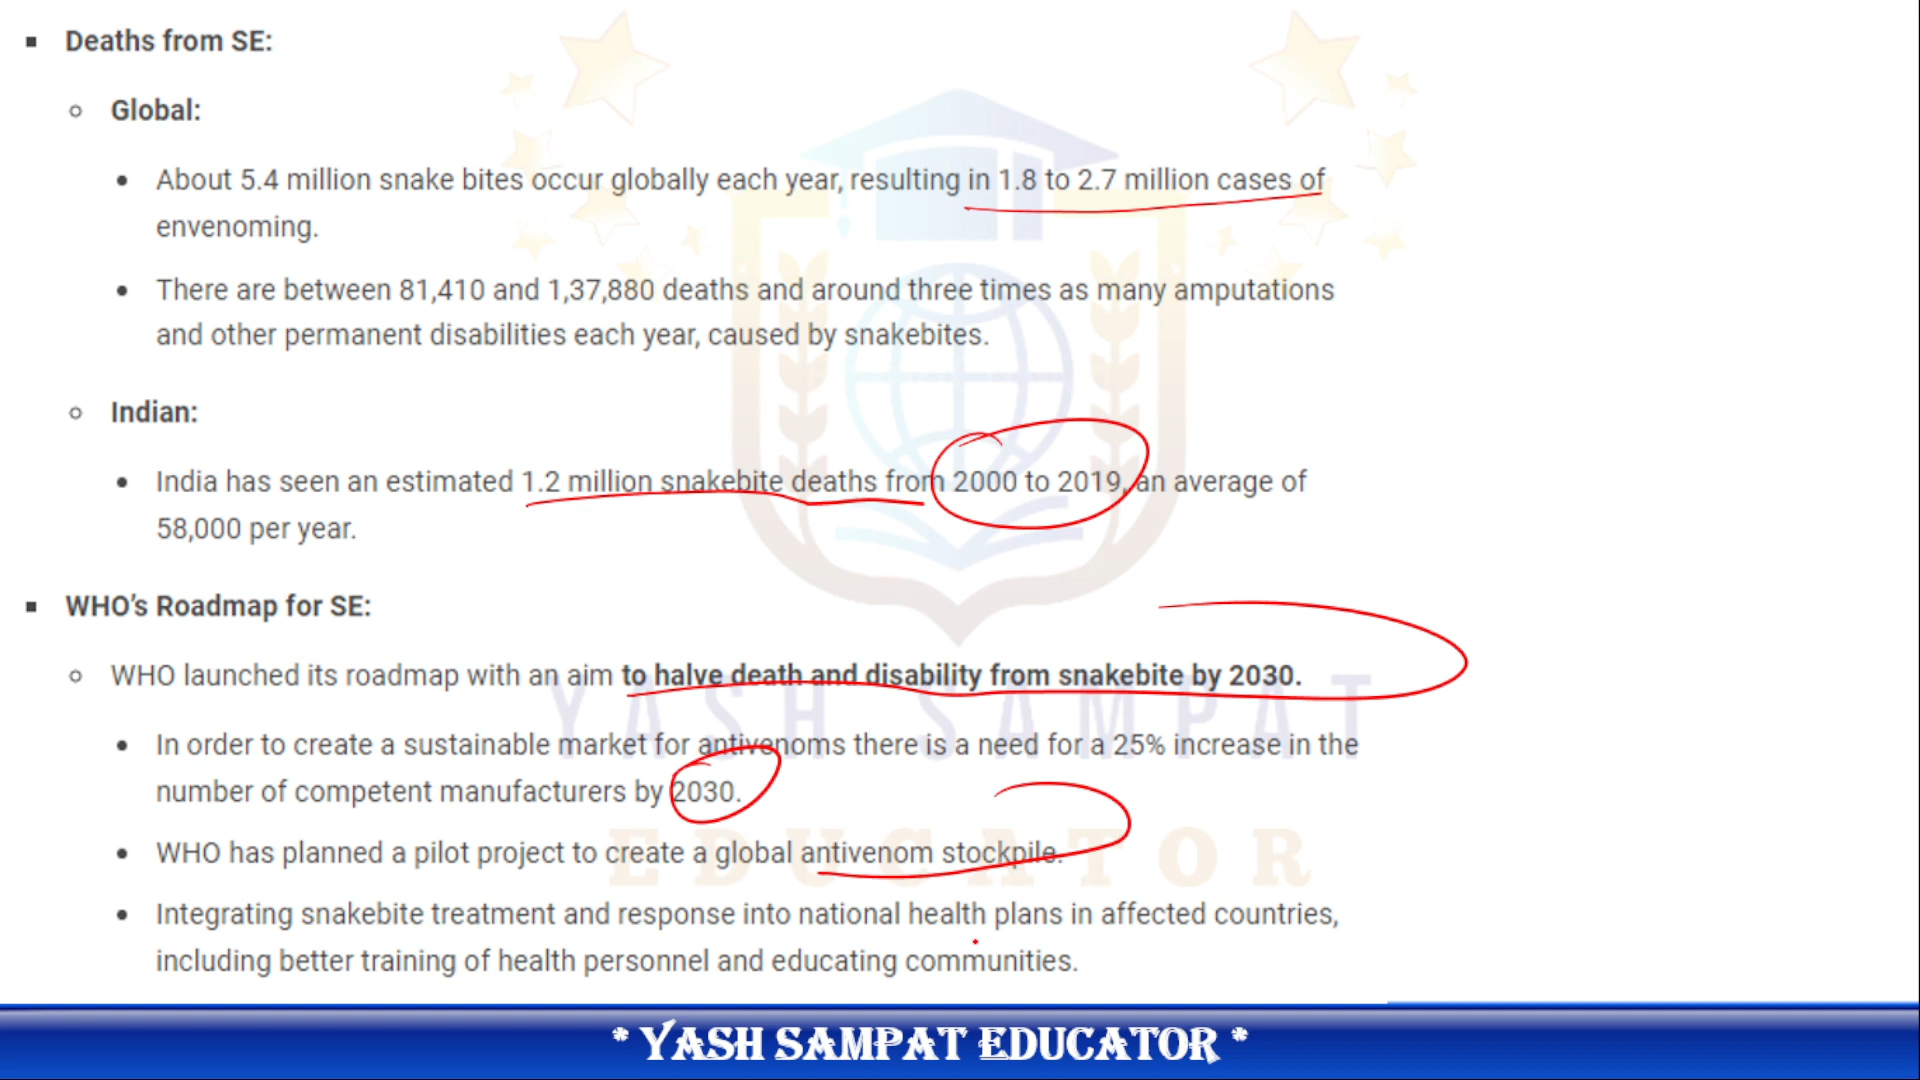 Deaths from SE:
Global:
About 5.4 million snake bites occur globally each year, resulting in 1.8 to 2.7 million cases of
envenoming.
There are between 81,410 and 1,37,880 deaths and around three times as many amputations
and other permanent disabilities each year, caused by snakebites.
Indian:
India has seen an estimated 1.2 million snakebite deaths from 2000 to 2019, an average of
58,000 per year.
WHO's Roadmap for SE:
WHO launched its roadmap with an aim to halve death and disability from snakebite by 2030.
YASH SAMPAT
In order to create a sustainable market for antivenoms there is a need for a 25% increase in the
number of competent manufacturers by 2030.
EDUCATOR
WHO has planned a pilot project to create a global antivenom stockpile.
Integrating snakebite treatment and response into national health plans in affected countries,
including better training of health personnel and educating communities.
* YASH SAMPAT EDUCATOR *